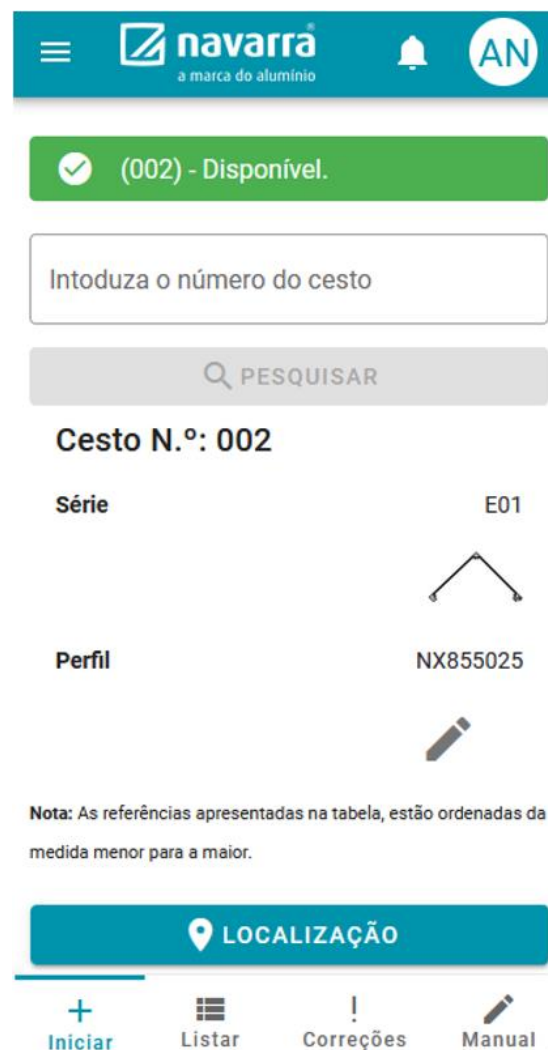 navarra
a marca do alumínio
AN
(002) - Disponível.
Intoduza o número do cesto
PESQUISAR
Cesto N.º: 002
Série E01
Perfil NX855025
Nota: As referências apresentadas na tabela, estão ordenadas da
medida menor para a maior.
LOCALIZAÇÃO
Iniciar Listar Correções Manual